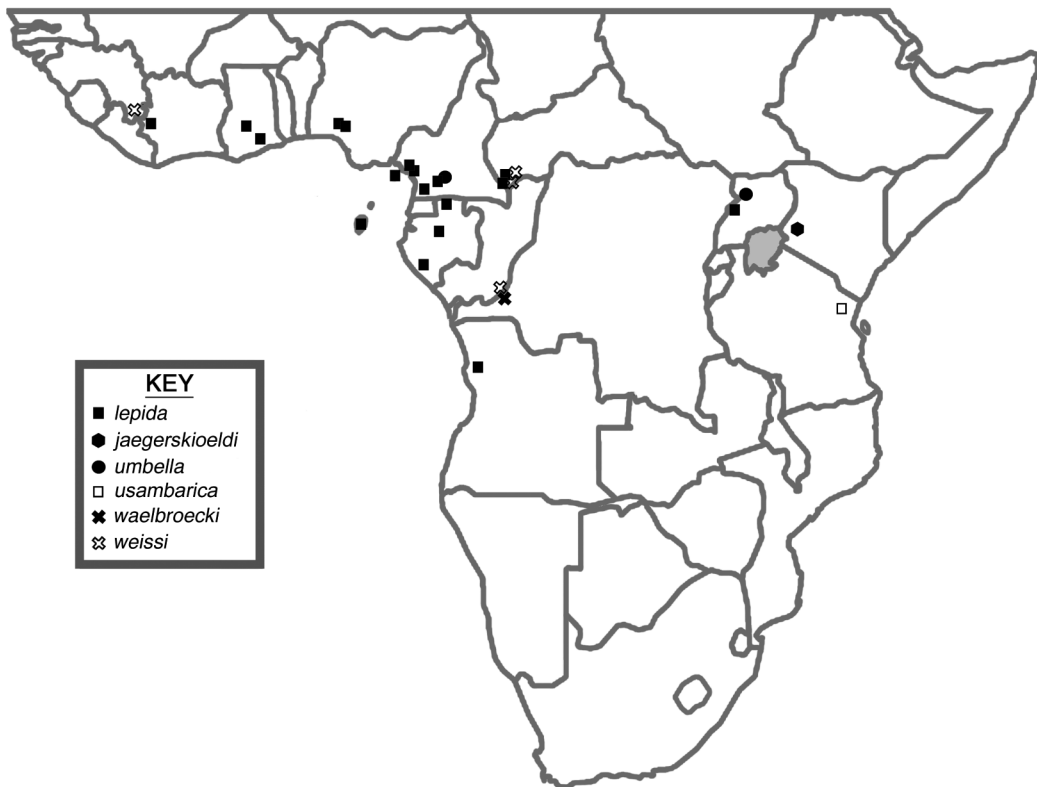 KEY
lepida
jaegerskioeldi
umbella
usambarica
waelbroecki
weissi